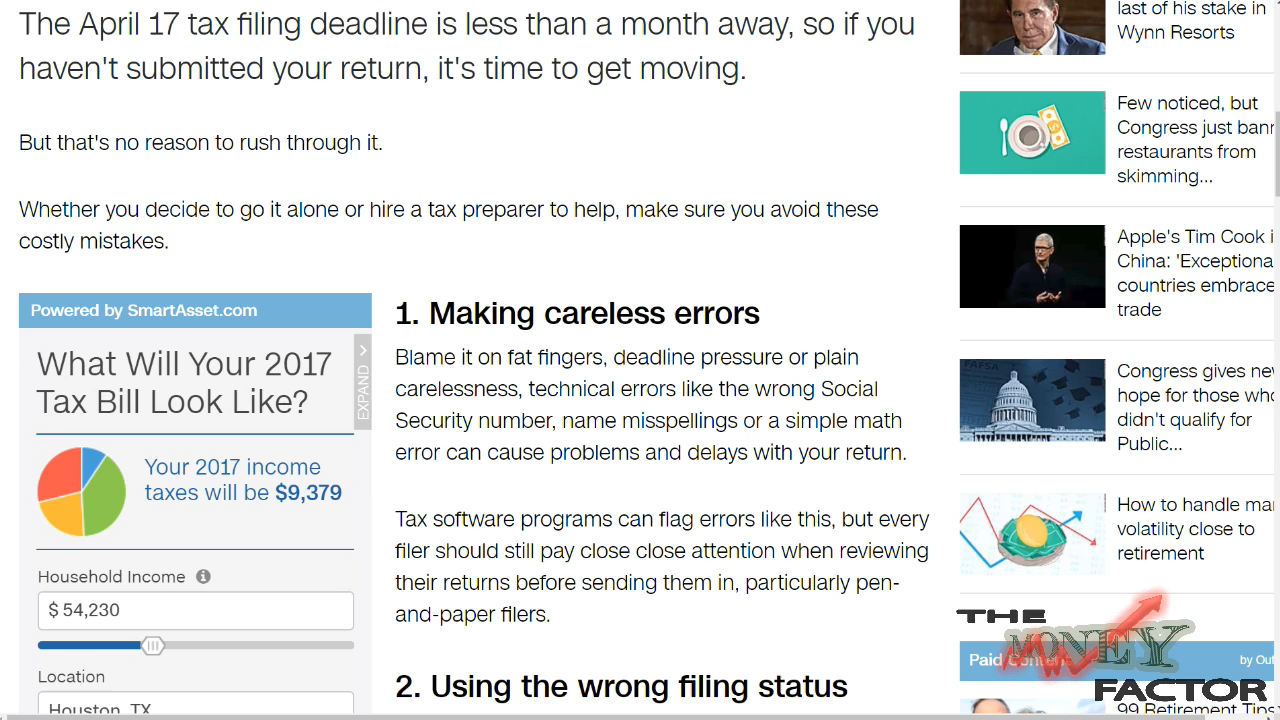 The April 17 tax filing deadline is less than a month away, so if you
haven't submitted your return, it's time to get moving.
But that's no reason to rush through it.
Whether you decide to go it alone or hire a tax preparer to help, make sure you avoid these
costly mistakes.
Powered by SmartAsset.com
What Will Your 2017
Tax Bill Look Like?
EXPAND
Your 2017 income
taxes will be $9,379
Household Income
$ 54,230
Location
Houston, TX
1. Making careless errors
Blame it on fat fingers, deadline pressure or plain
carelessness, technical errors like the wrong Social
Security number, name misspellings or a simple math
error can cause problems and delays with your return.
Tax software programs can flag errors like this, but every
filer should still pay close close attention when reviewing
their returns before sending them in, particularly pen-
and-paper filers.
2. Using the wrong filing status
last of his stake in
Wynn Resorts
Few noticed, but
Congress just
restaurants from
skimming...
Apple's Tim Cook
China:
countries embrace
trade
FAFSA
Congress gives
hope for those
didn't qualify for
Public...
How to handle
volatility close to
retirement
THE
MONEY
FACTOR
Paid Content
by
99 Retirement Tips